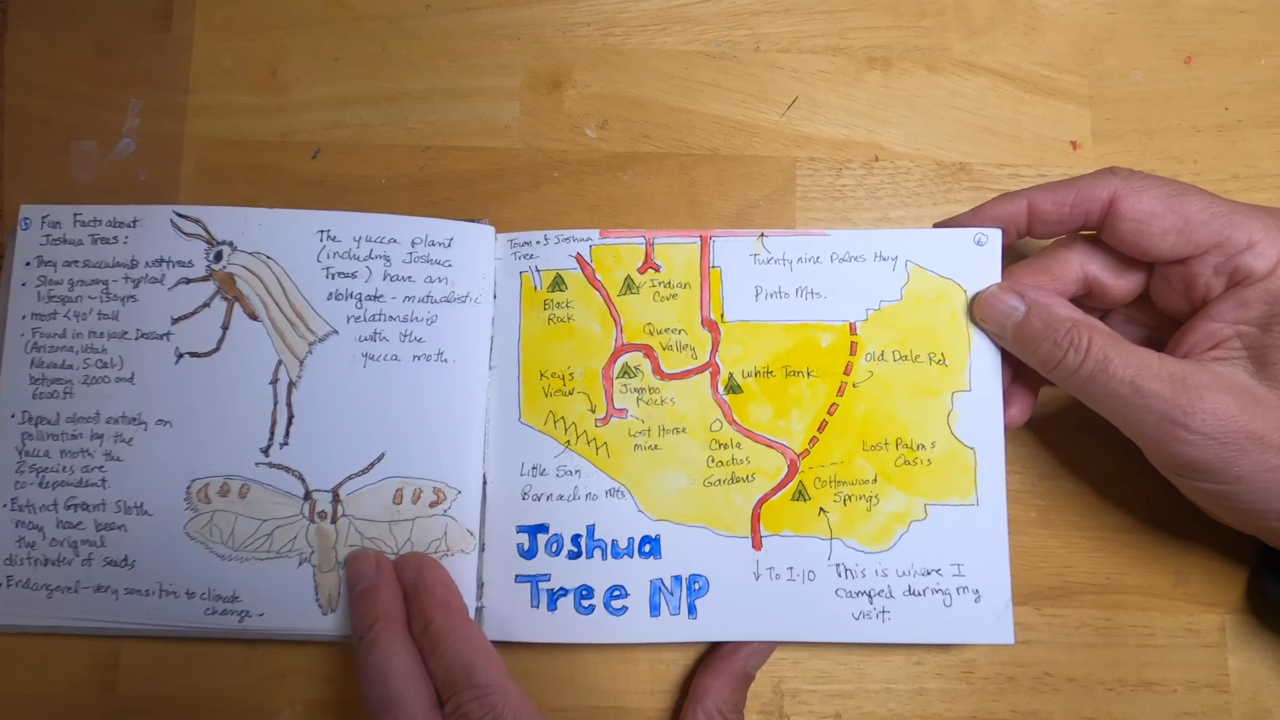 5 Fun Facts about
Joshua Trees:
• They are succulents not trees
• Slow growing - typical
lifespan ~150yrs.
• most <40' tall
• Found in Mojave Dessert
(Arizona, Utah
Nevada, S. Cal)
between 2000 and
6000 ft
• Depend almost entirely on
pollination by the
Yucca moth. the
2 species are
co-dependent.
• Extinct Groant Sloth
may have been
the original
distributer of seeds
• Endangered - very sensitive to climate
change -
The yucca plant
(including Joshua
Trees) have an
obligate - mutualistic
relationship
with the
yucca moth.
6
Town of Joshua
Tree
Twenty nine Palms Hwy
Pinto Mts.
Black
Rock
Indian
Cove
Queen
Valley
Old Dale Rd
White Tank
Key's
View
Jumbo
Rocks
Lost Horse
mine
Chola
Cactus
Gardens
Lost Palms
Oasis
Little San
Bernadino Mts
Cottonwood
Springs
Joshua
Tree NP
↓ To I-10
This is where I
camped during my
visit.